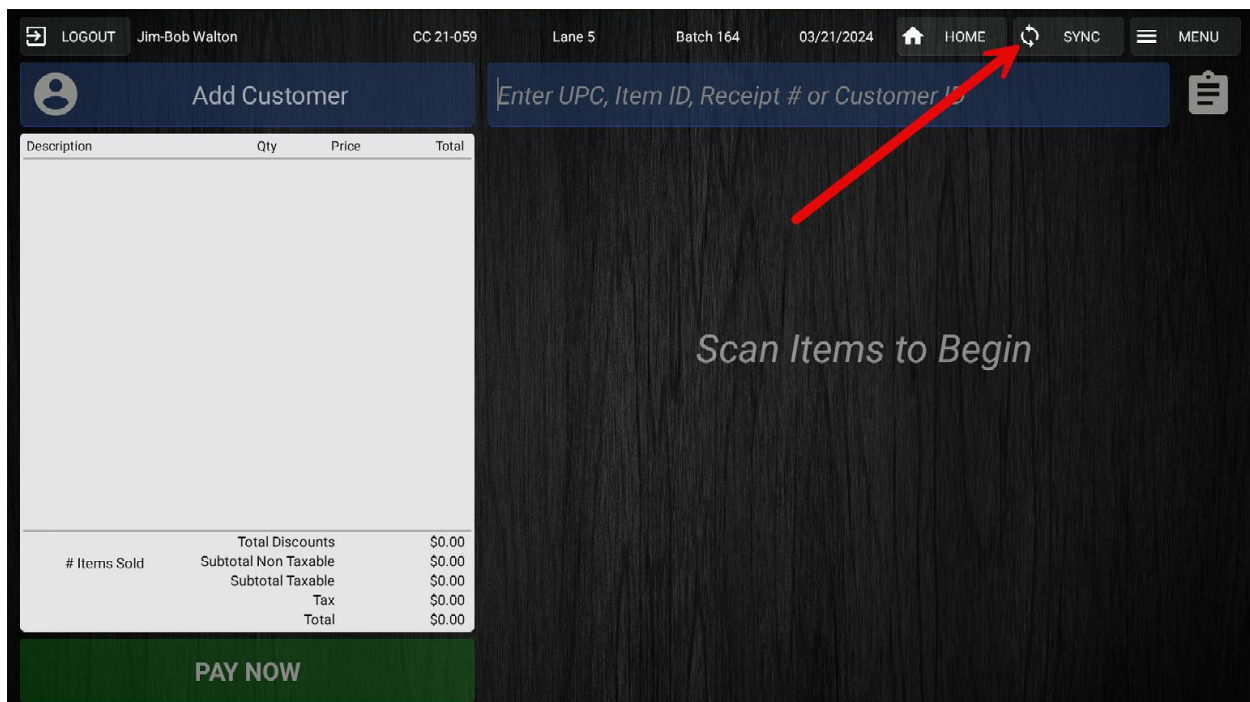 LOGOUT Jim-Bob Walton CC 21-059 Lane 5 Batch 164 03/21/2024 HOME SYNC MENU
Add Customer
Enter UPC, Item ID, Receipt # or Customer ID
Description Qty Price Total
Scan Items to Begin
Total Discounts $0.00
# Items Sold Subtotal Non Taxable $0.00
Subtotal Taxable $0.00
Tax $0.00
Total $0.00
PAY NOW